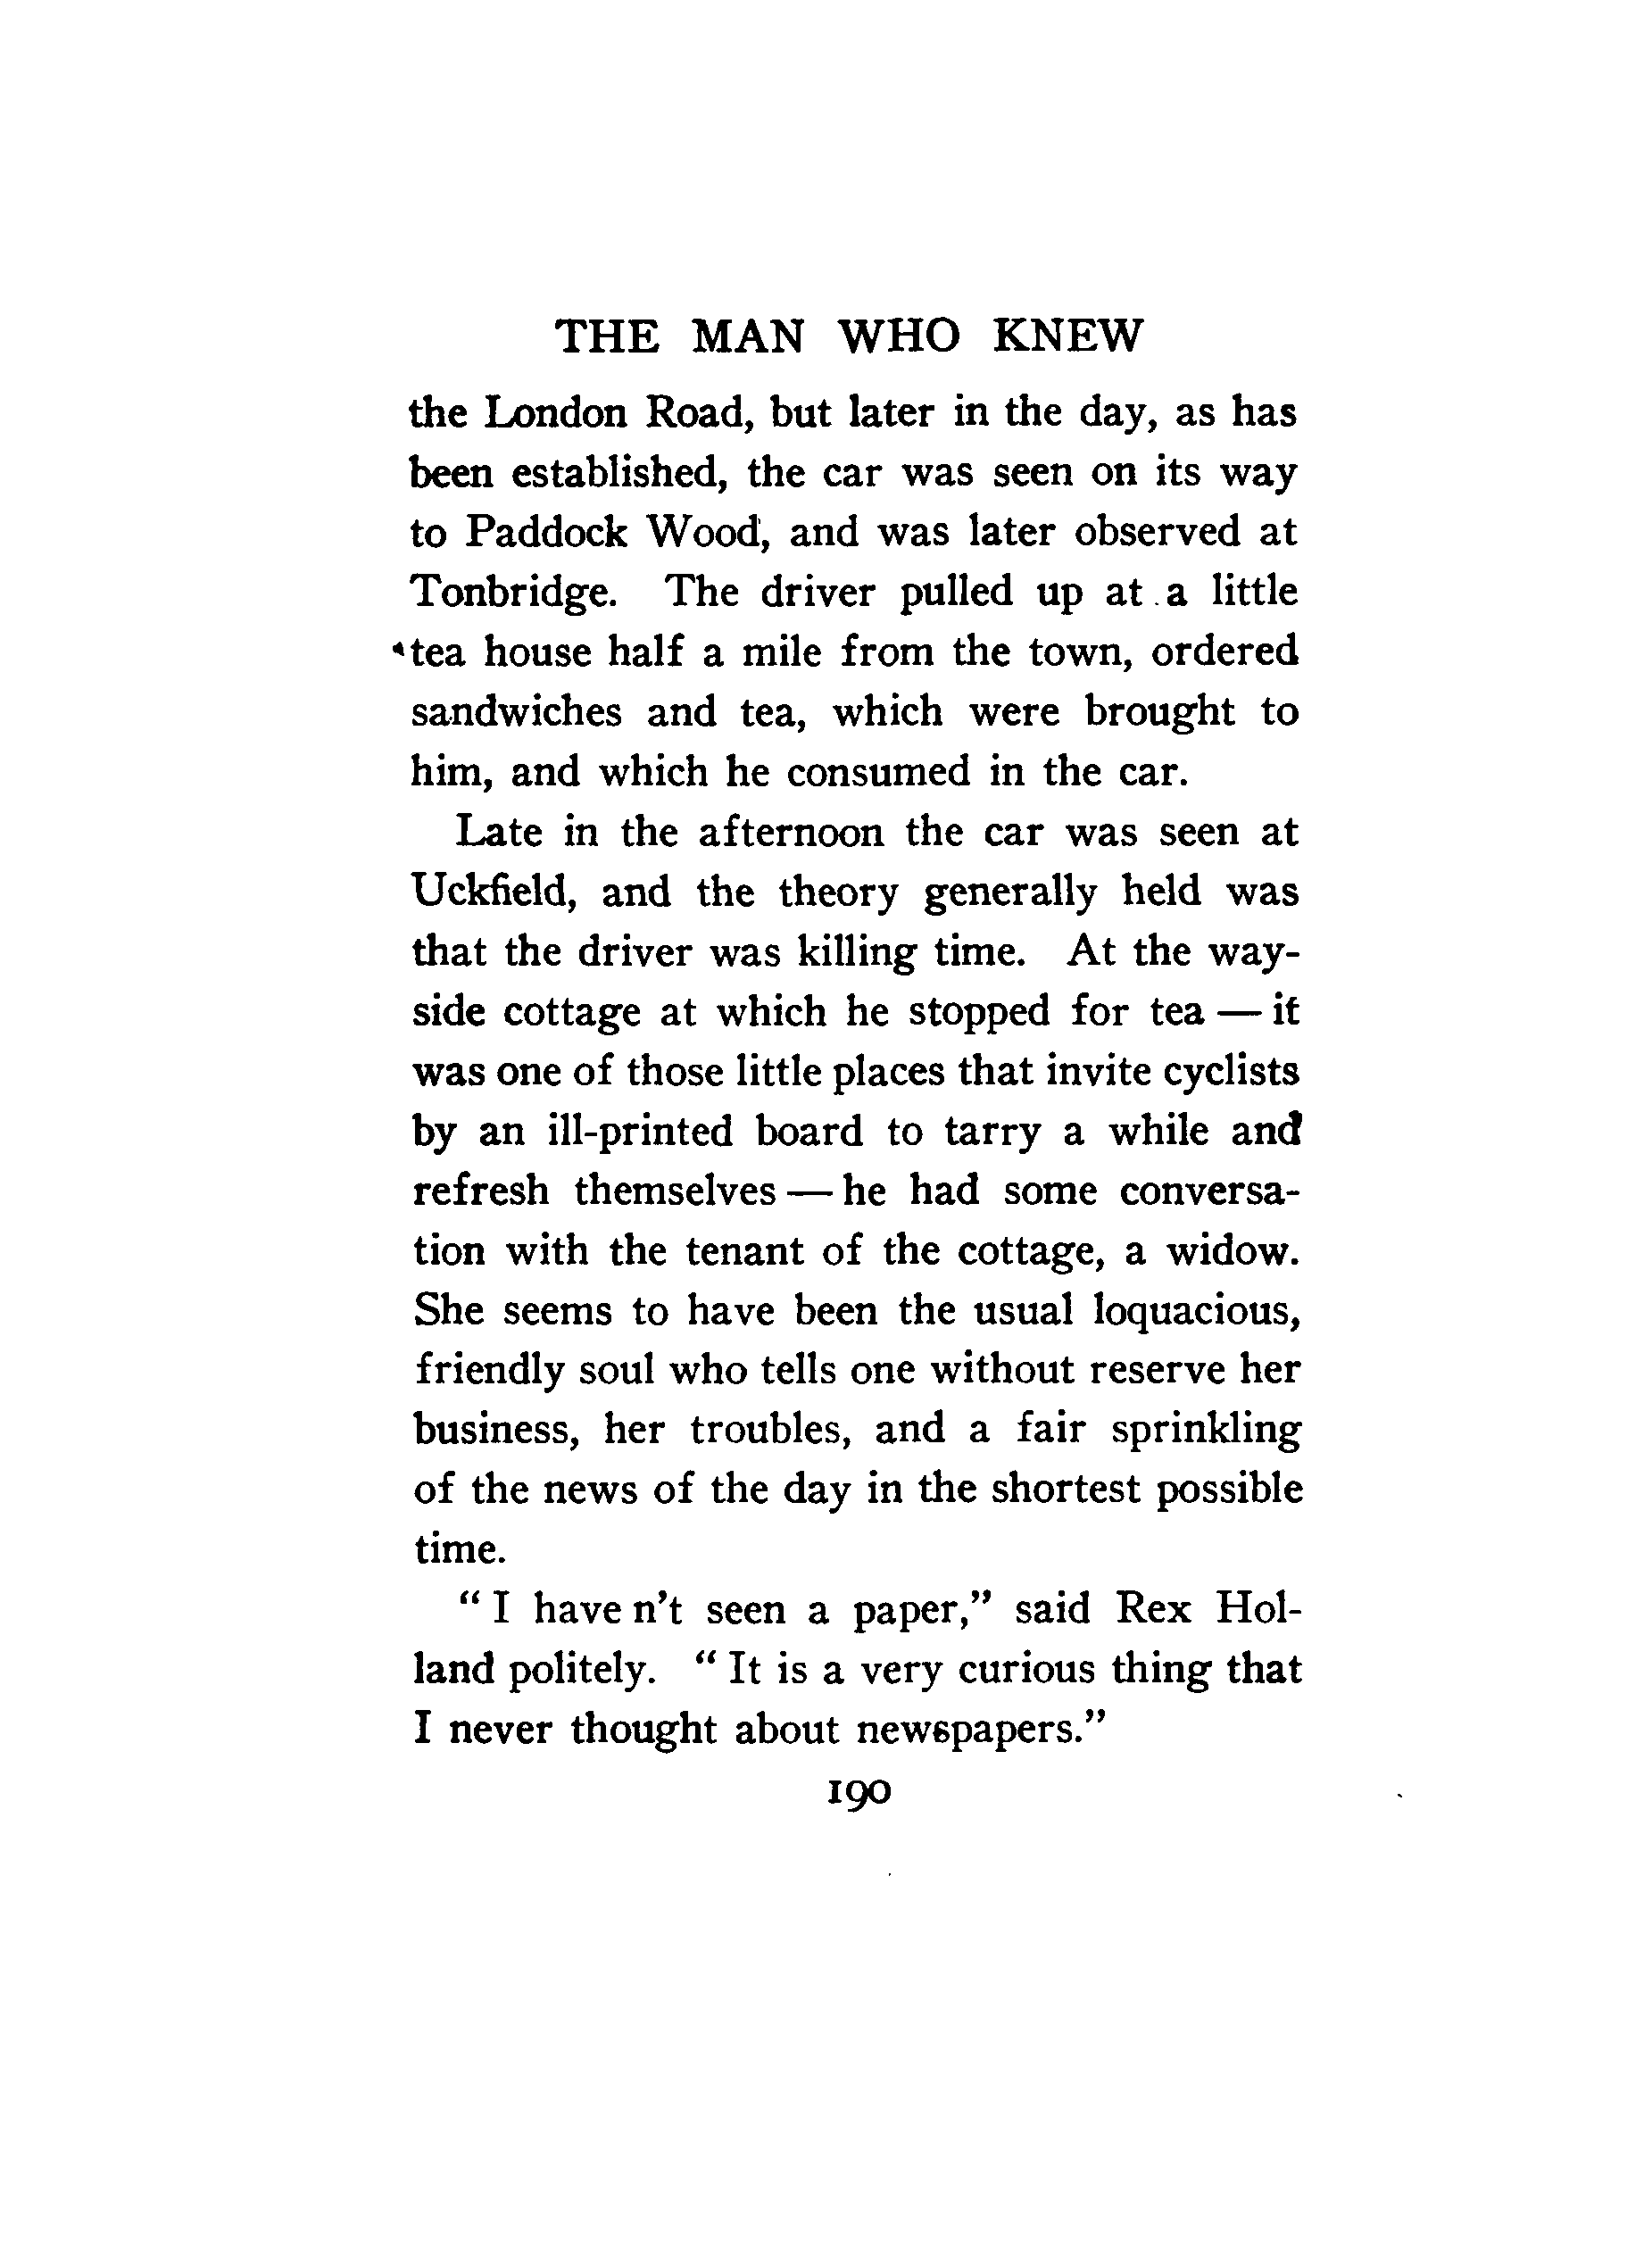 THE MAN WHO KNEW
the London Road, but later in the day, as has
been established, the car was seen on its way
to Paddock Wood, and was later observed at
Tonbridge. The driver pulled up at a little
tea house half a mile from the town, ordered
sandwiches and tea, which were brought to
him, and which he consumed in the car.
Late in the afternoon the car was seen at
Uckfield, and the theory generally held was
that the driver was killing time. At the way-
side cottage at which he stopped for tea — it
was one of those little places that invite cyclists
by an ill-printed board to tarry a while and
refresh themselves — he had some conversa-
tion with the tenant of the cottage, a widow.
She seems to have been the usual loquacious,
friendly soul who tells one without reserve her
business, her troubles, and a fair sprinkling
of the news of the day in the shortest possible
time.
“ I have n’t seen a paper,” said Rex Hol-
land politely. “ It is a very curious thing that
I never thought about newspapers.”
190